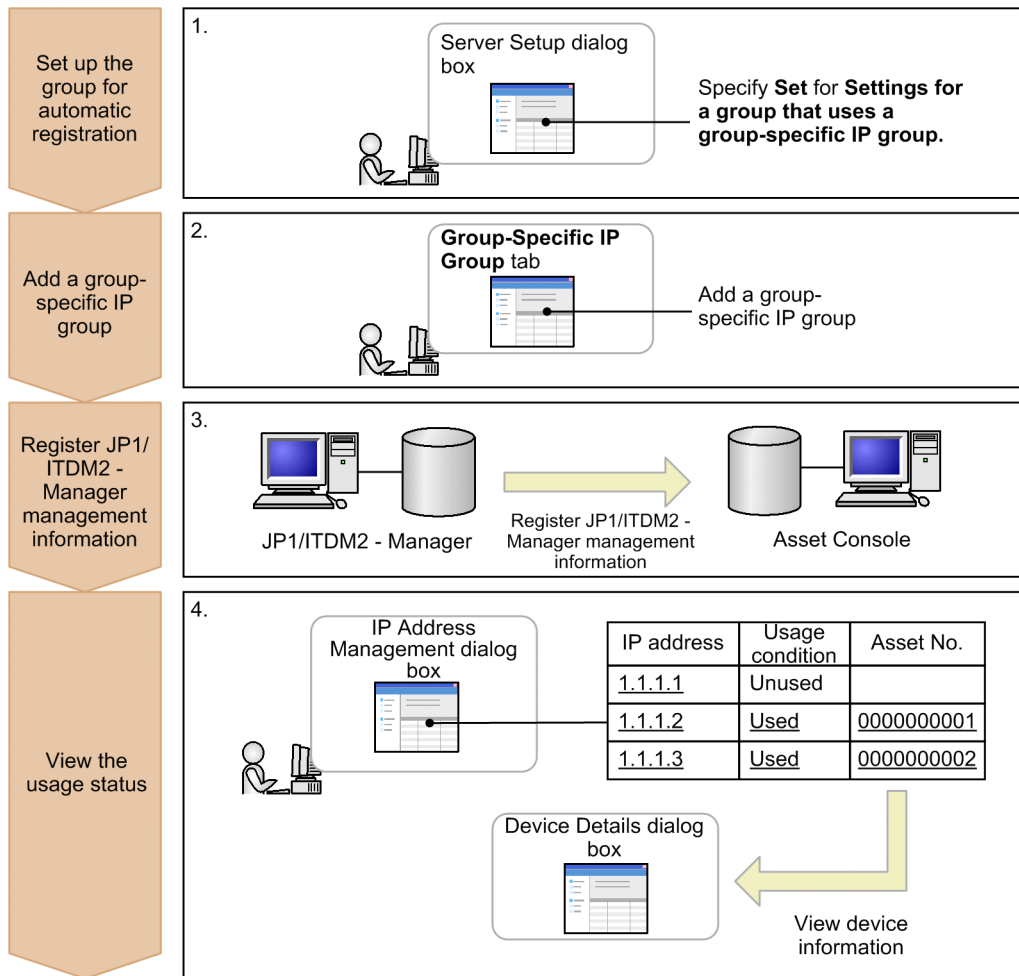 Set up the
group for
automatic
registration
1.
Server Setup dialog
box
Specify Set for Settings for
a group that uses a
group-specific IP group.
Add a group-
specific IP
group
2.
Group-Specific IP
Group tab
Add a group-
specific IP group
Register JP1/
ITDM2 -
Manager
management
information
3.
JP1/ITDM2 - Manager
Register JP1/ITDM2 -
Manager management
information
Asset Console
View the
usage status
4.
IP Address
Management dialog
box
IP address Usage condition Asset No.
1.1.1.1 Unused
1.1.1.2 Used 0000000001
1.1.1.3 Used 0000000002
Device Details dialog
box
View device
information